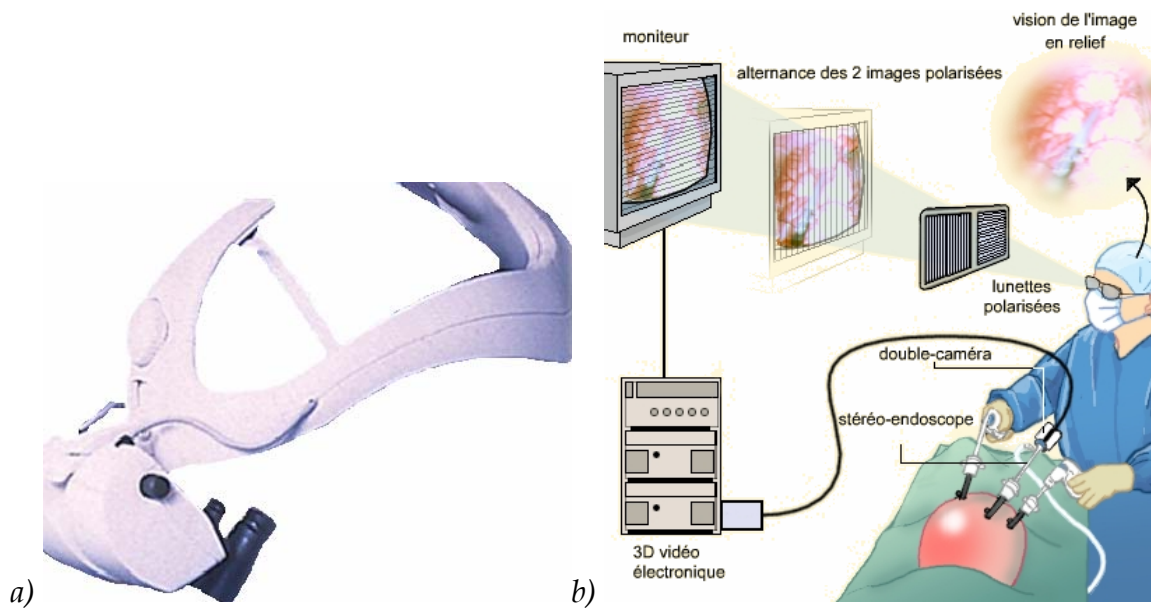 moniteur
vision de l'image
en relief
alternance des 2 images polarisées
lunettes
polarisées
double-caméra
stéréo-endoscope
3D vidéo
électronique
a)
b)